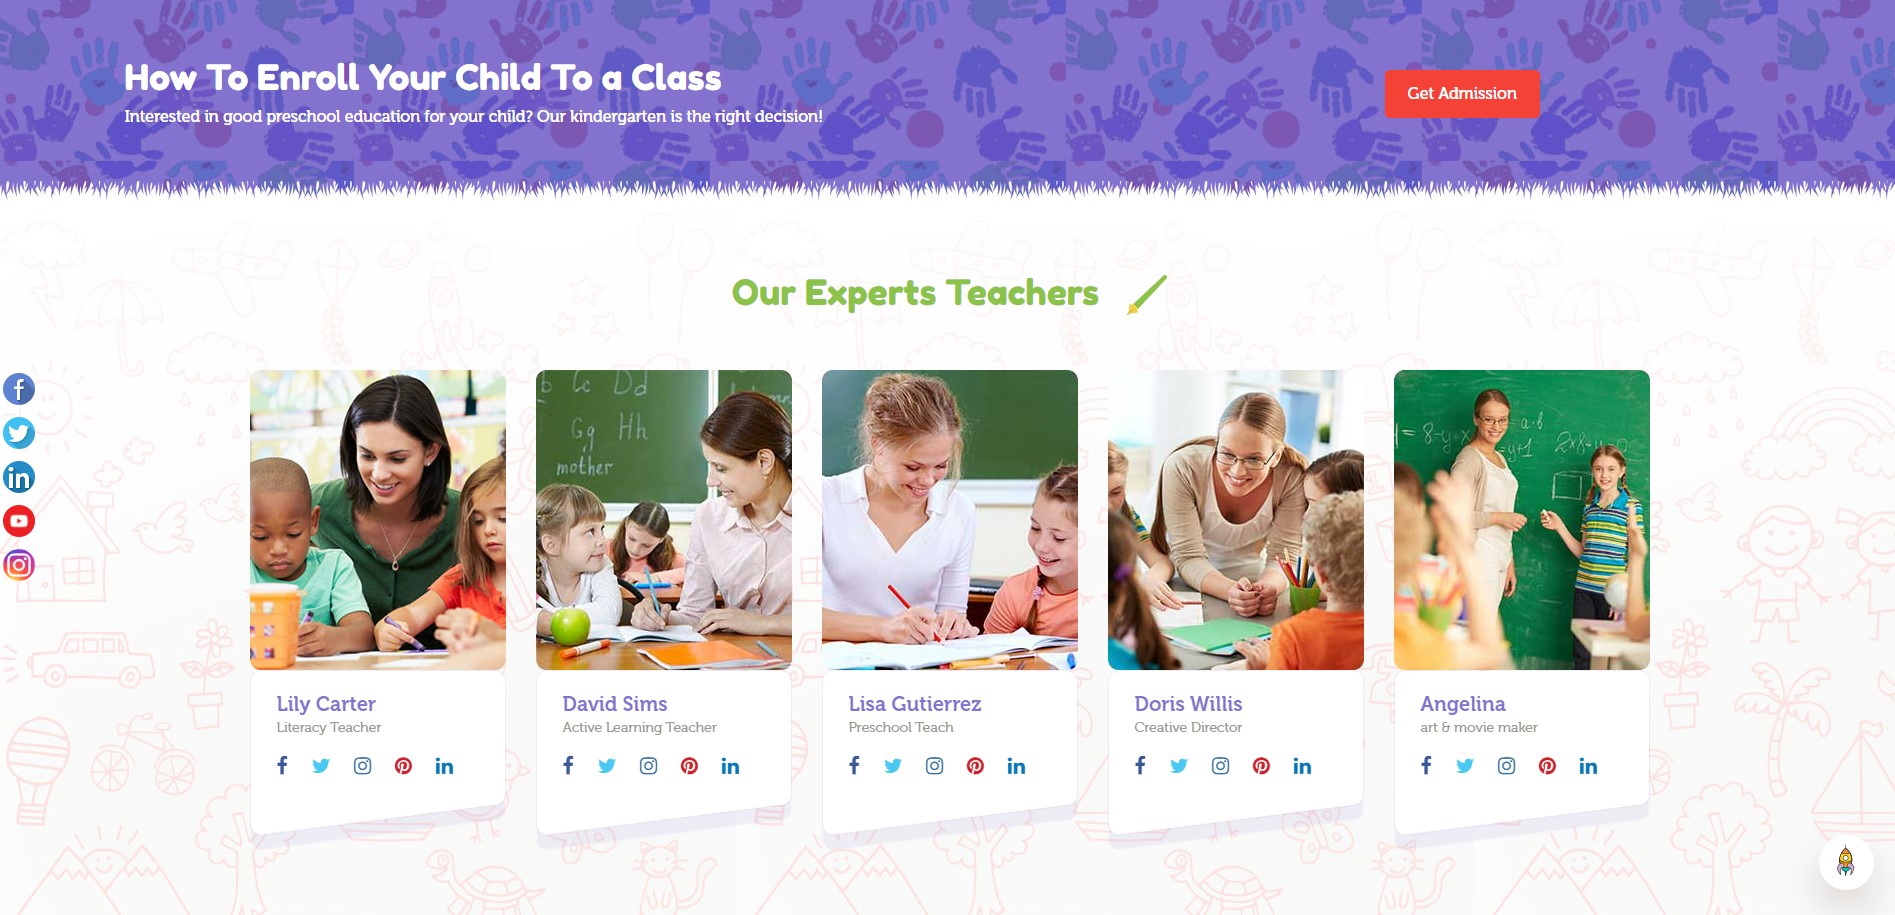 How To Enroll Your Child To a Class
Interested in good preschool education for your child? Our kindergarten is the right decision!
Get Admission
Our Experts Teachers
b Cc Dd
Gg Hh
mother
= 8-y+x
a·b
=y+1
Lily Carter
Literacy Teacher
David Sims
Active Learning Teacher
Lisa Gutierrez
Preschool Teach
Doris Willis
Creative Director
Angelina
art & movie maker